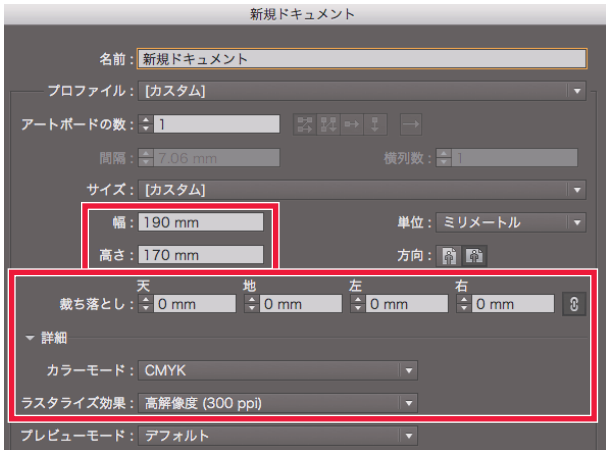 新規ドキュメント
名前： 新規ドキュメント
プロファイル： [カスタム]
アートボードの数： 1
間隔： 7.06 mm 横列数： 1
サイズ： [カスタム]
幅： 190 mm 単位： ミリメートル
高さ： 170 mm 方向：
天 地 左 右
裁ち落とし： 0 mm 0 mm 0 mm 0 mm
詳細
カラーモード： CMYK
ラスタライズ効果： 高解像度 (300 ppi)
プレビューモード： デフォルト